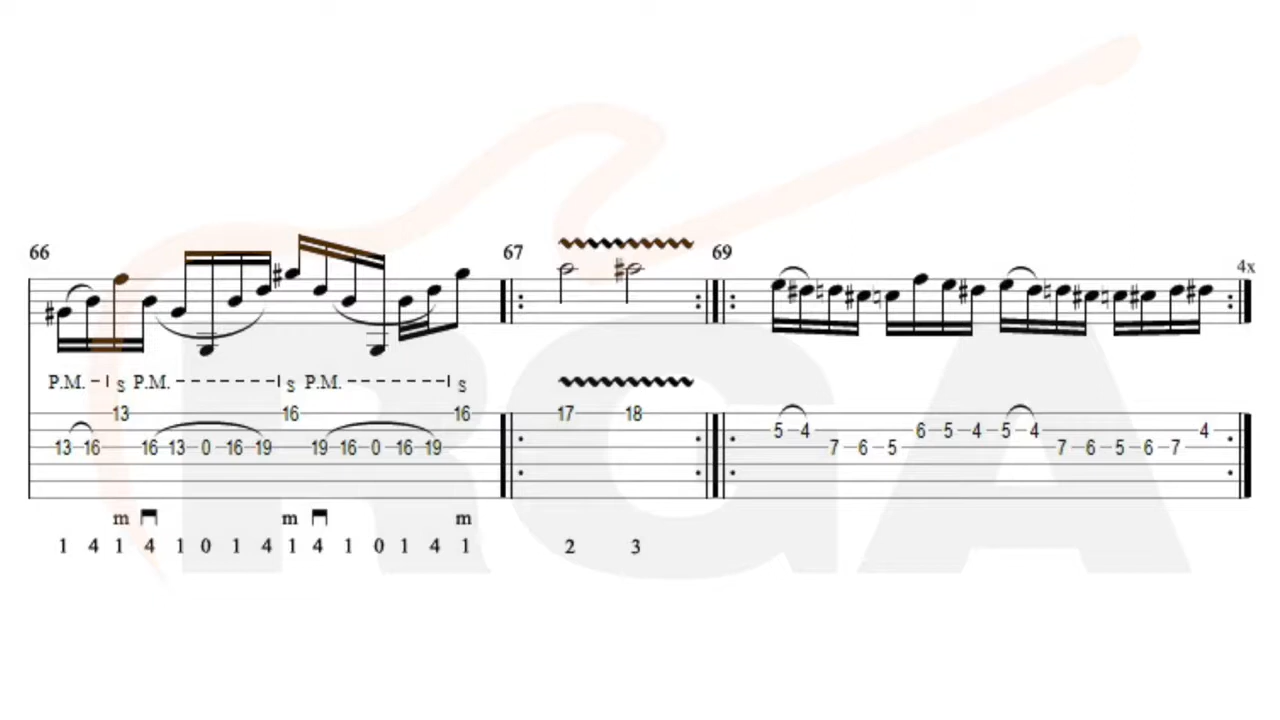 66 67 69 4x
P.M. S P.M. S P.M. S
13 16 16 17 18
5 4 6 5 4 5 4 4
13 16 16 13 0 16 19 19 16 0 16 19 7 6 5 7 6 5 6 7
m m m
1 4 1 4 1 0 1 4 1 4 1 0 1 4 1 2 3
RGA